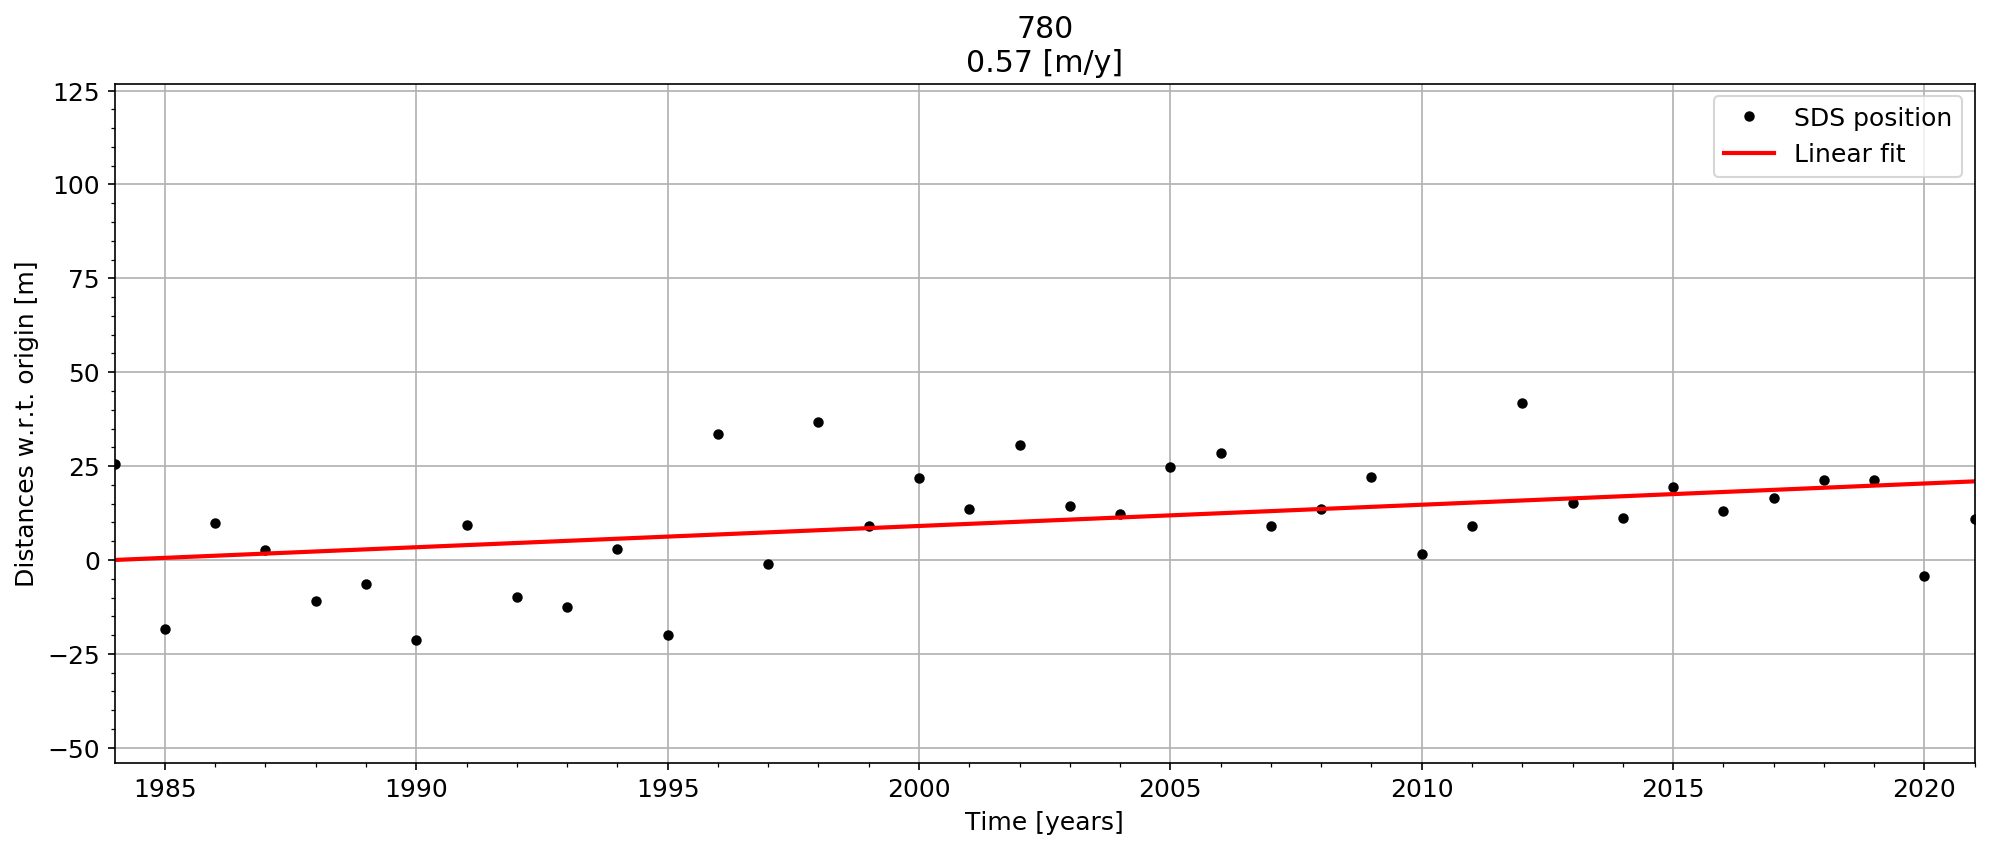 780
0.57 [m/y]
125
100
75
50
25
0
−25
−50
Distances w.r.t. origin [m]
SDS position
Linear fit
1985 1990 1995 2000 2005 2010 2015 2020
Time [years]